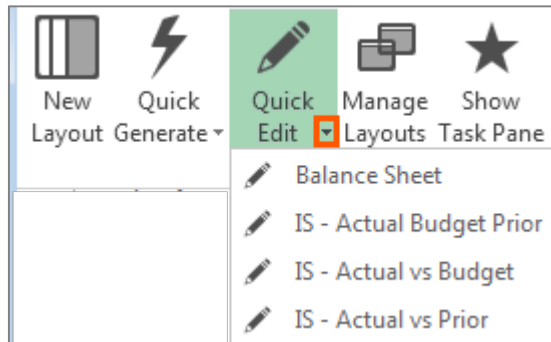 New Layout
Quick Generate
Quick Edit
Manage Layouts
Show Task Pane
Balance Sheet
IS - Actual Budget Prior
IS - Actual vs Budget
IS - Actual vs Prior